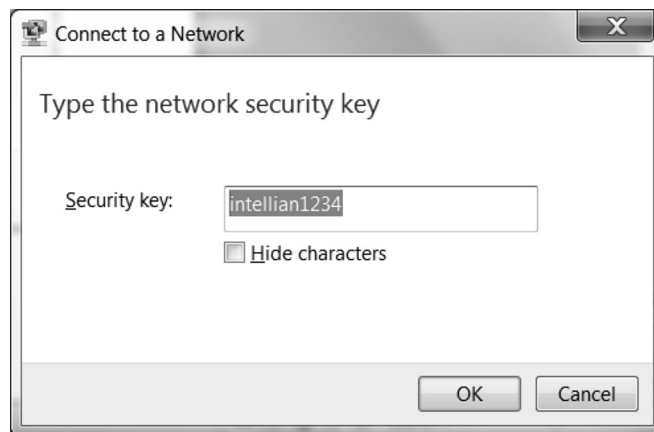 Connect to a Network
X
Type the network security key
Security key:
intellian1234
Hide characters
OK
Cancel